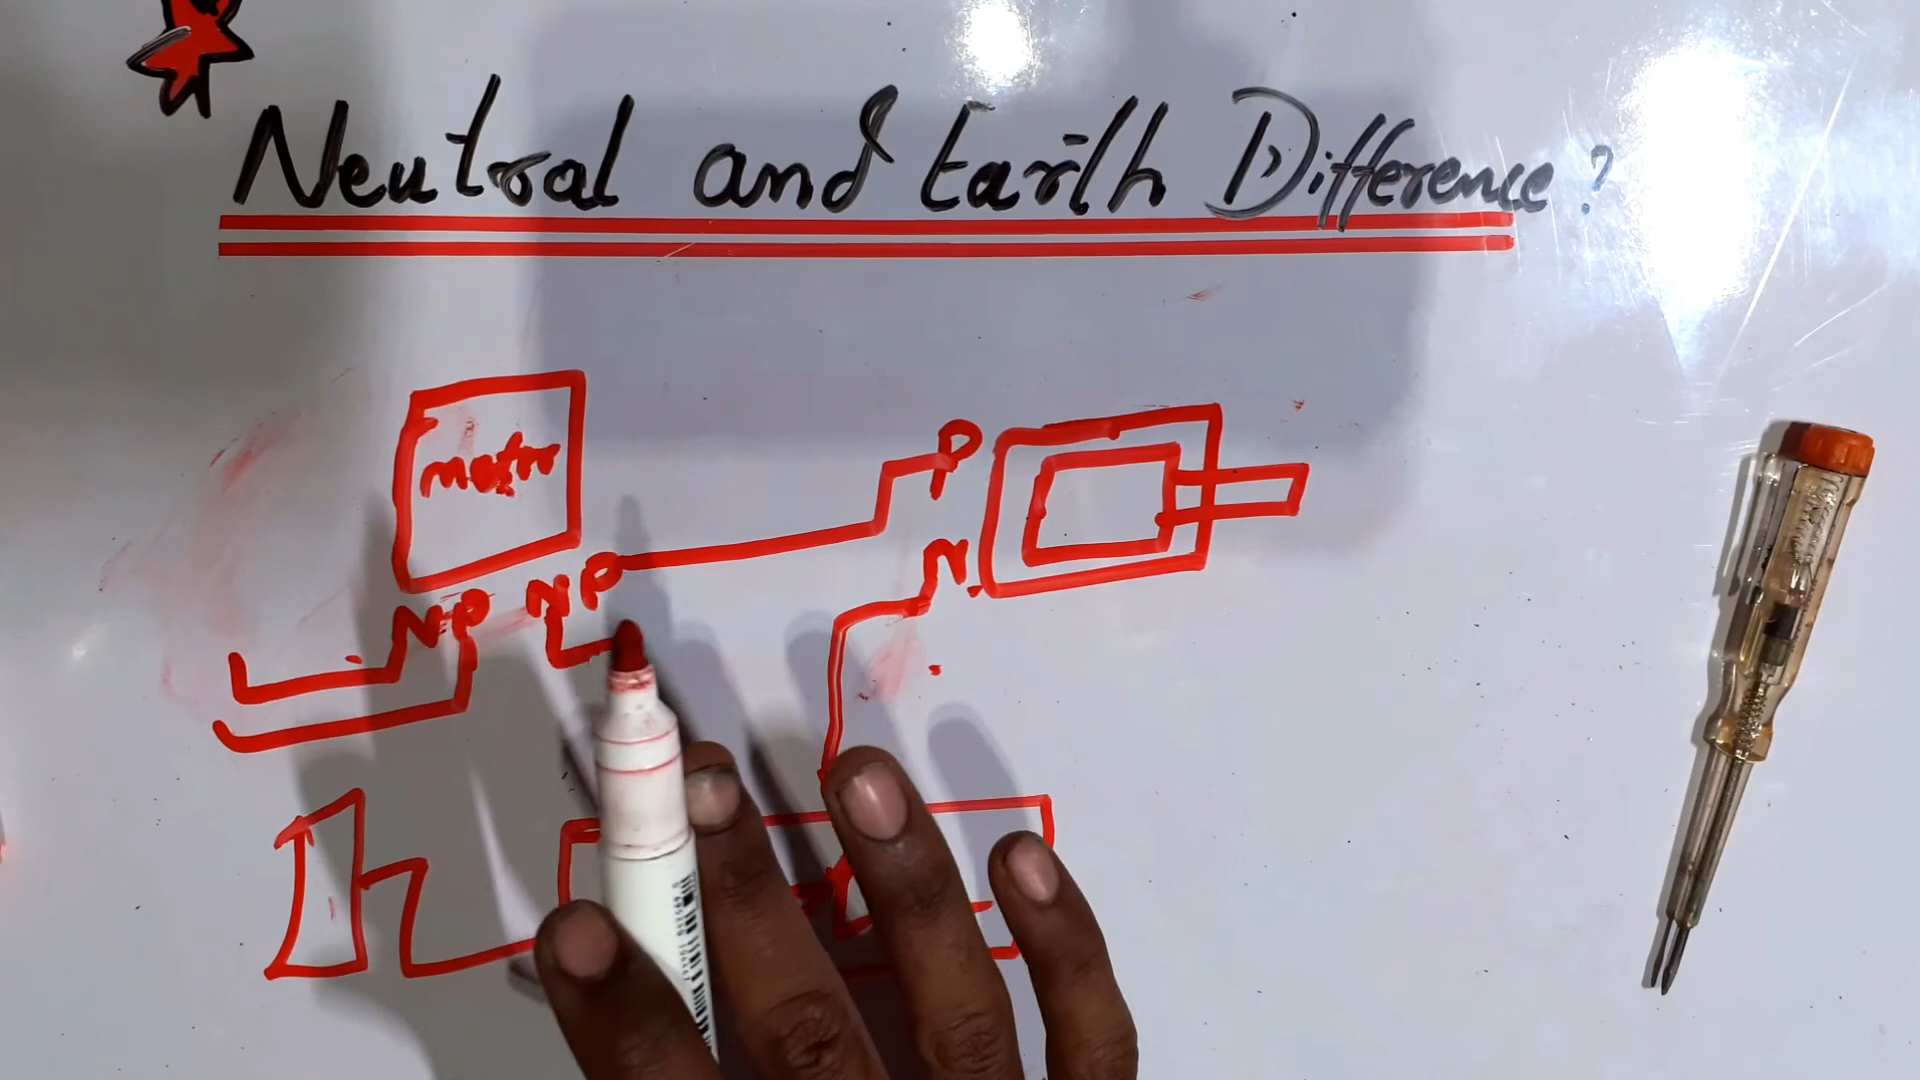 Neutral and Earth Difference ?
meter
P
N
N P
N P